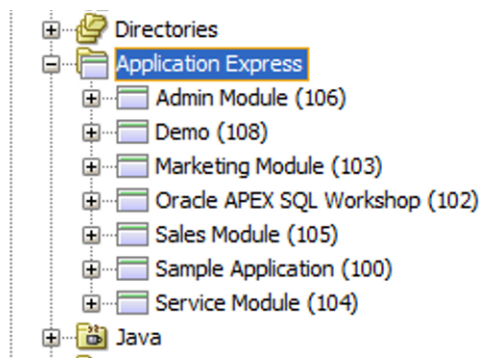 Directories
Application Express
Admin Module (106)
Demo (108)
Marketing Module (103)
Oracle APEX SQL Workshop (102)
Sales Module (105)
Sample Application (100)
Service Module (104)
Java